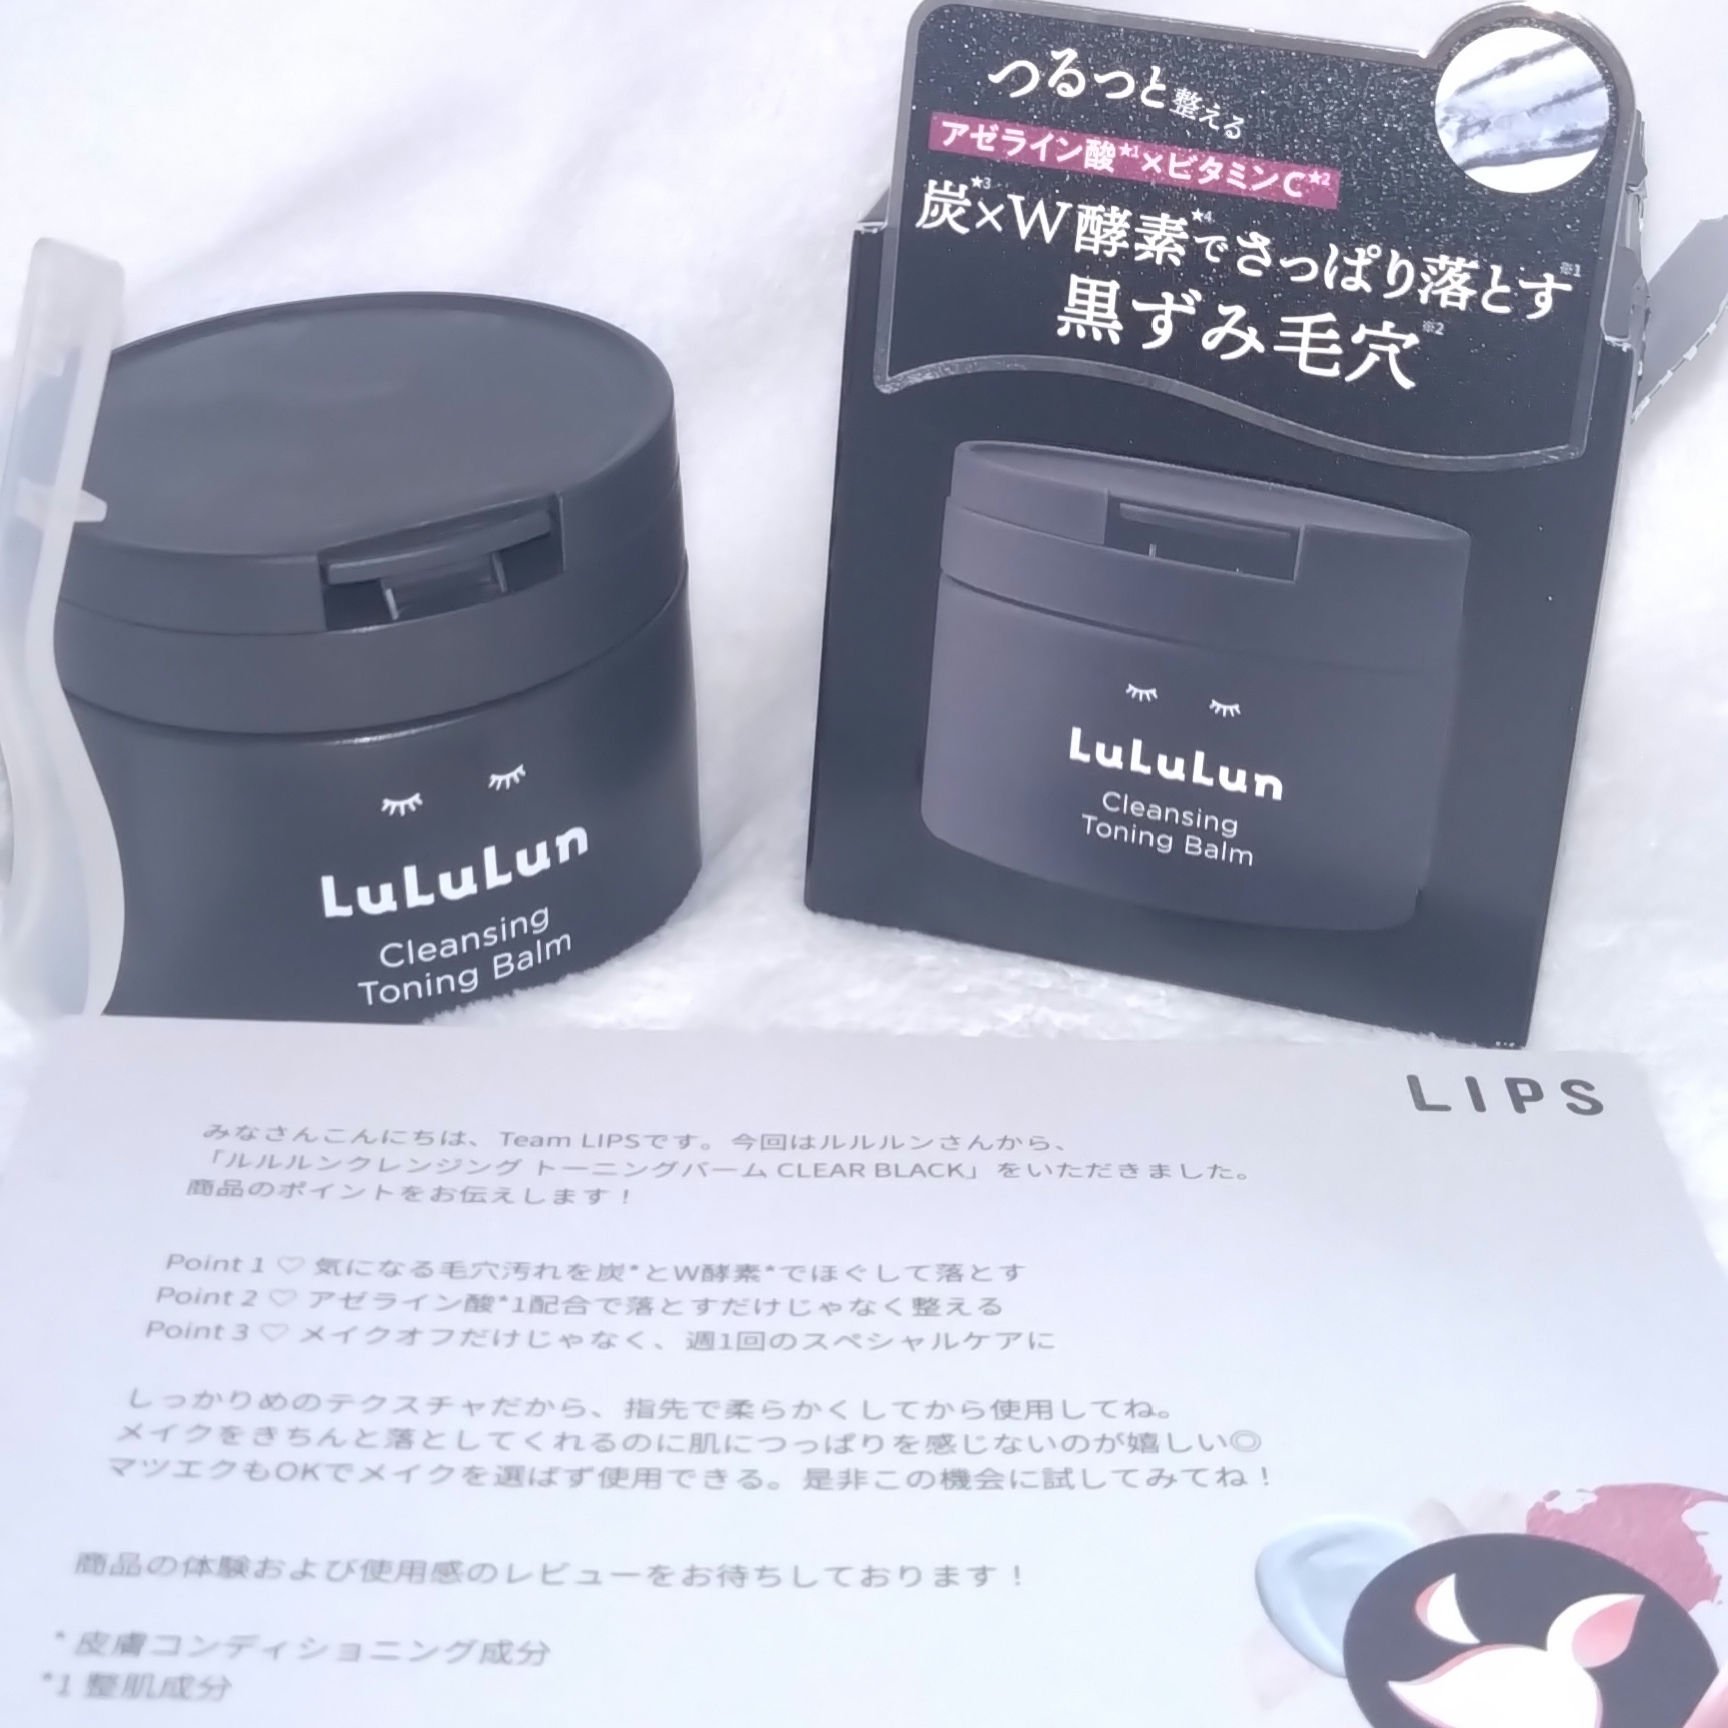 つるつと整える
アゼライン酸★1×ビタミンC★2
炭★3×W酵素★4でさっぱり落とす※1
黒ずみ毛穴※2
LuLuLun
Cleansing
Toning Balm
LuLuLun
Cleansing
Toning Balm
LIPS
みなさんこんにちは、Team LIPSです。今回はルルルンさんから、
「ルルルンクレンジング トーニングバーム CLEAR BLACK」をいただきました。
商品のポイントをお伝えします！
Point 1 ♡ 気になる毛穴汚れを炭*とW酵素*でほぐして落とす
Point 2 ♡ アゼライン酸*1配合で落とすだけじゃなく整える
Point 3 ♡ メイクオフだけじゃなく、週1回のスペシャルケアに
しっかりめのテクスチャだから、指先で柔らかくしてから使用してね。
メイクをきちんと落としてくれるのに肌につっぱりを感じないのが嬉しい◎
マツエクもOKでメイクを選ばず使用できる。是非この機会に試してみてね！
商品の体験および使用感のレビューをお待ちしております！
* 皮膚コンディショニング成分
*1 整肌成分